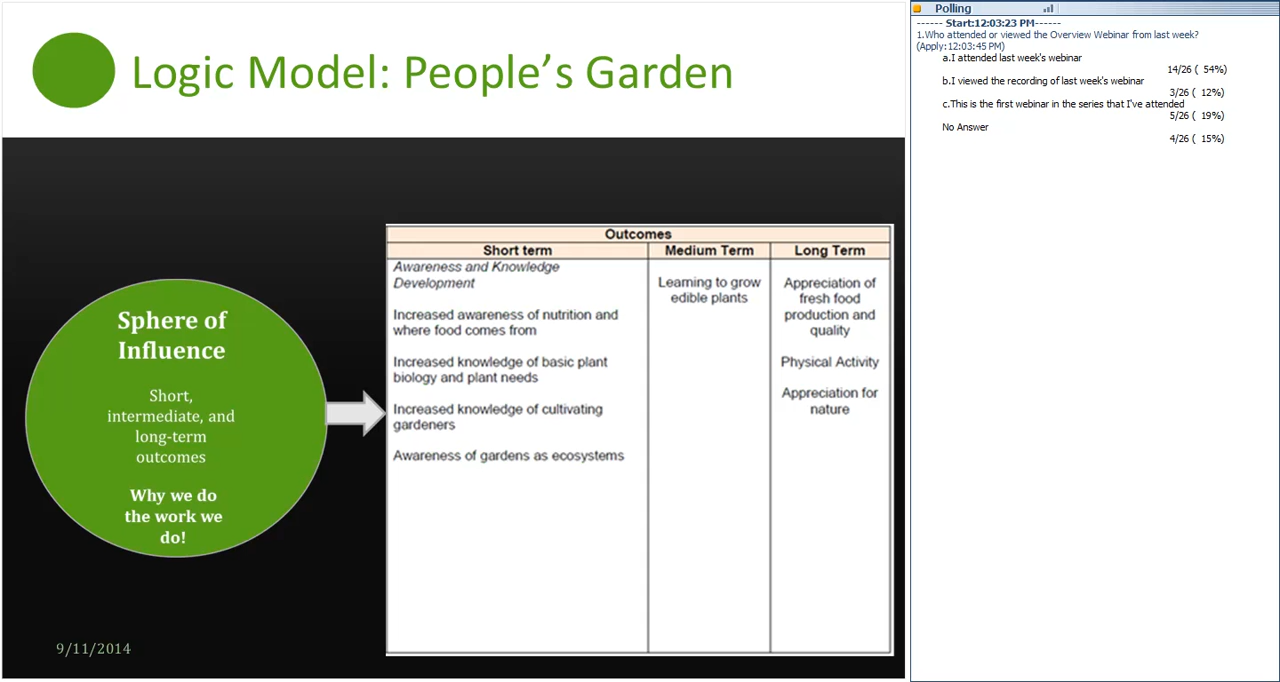 Logic Model: People's Garden
Sphere of
Influence
Short,
intermediate, and
long-term
outcomes
Why we do
the work we
do!
Outcomes
Short term
Medium Term
Long Term
Awareness and Knowledge
Development
Increased awareness of nutrition and
where food comes from
Increased knowledge of basic plant
biology and plant needs
Increased knowledge of cultivating
gardeners
Awareness of gardens as ecosystems
Learning to grow
edible plants
Appreciation of
fresh food
production and
quality
Physical Activity
Appreciation for
nature
9/11/2014
Polling
------ Start:12:03:23 PM------
1.Who attended or viewed the Overview Webinar from last week?
(Apply:12:03:45 PM)
a.I attended last week's webinar
14/26 ( 54%)
b.I viewed the recording of last week's webinar
3/26 ( 12%)
c.This is the first webinar in the series that I've attended
5/26 ( 19%)
No Answer
4/26 ( 15%)